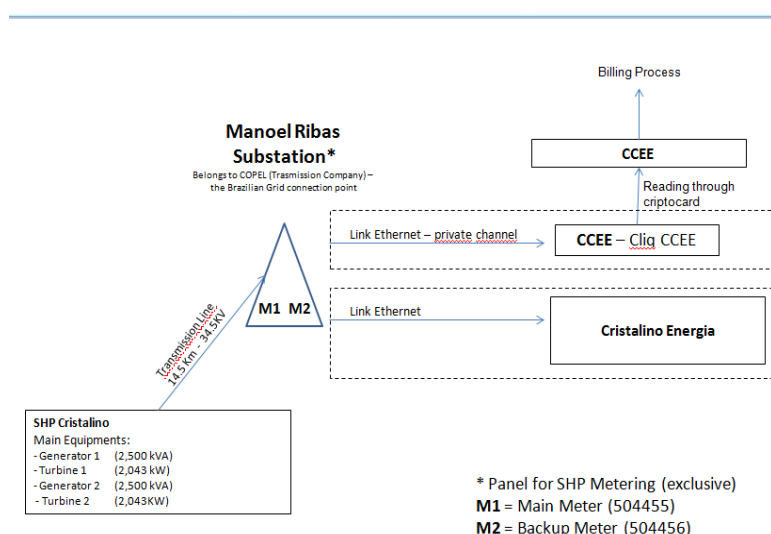 Billing Process
Manoel Ribas
Substation*
Belongs to COPEL (Trasmission Company) –
the Brazilian Grid connection point
CCEE
Reading through
criptocard
Link Ethernet – private channel
CCEE – Cliq CCEE
M1 M2
Link Ethernet
Cristalino Energia
Transmission Line
14.5 Km - 34.5KV
SHP Cristalino
Main Equipments:
- Generator 1 (2,500 kVA)
- Turbine 1 (2,043 kW)
- Generator 2 (2,500 kVA)
- Turbine 2 (2,043KW)
* Panel for SHP Metering (exclusive)
M1 = Main Meter (504455)
M2 = Backup Meter (504456)